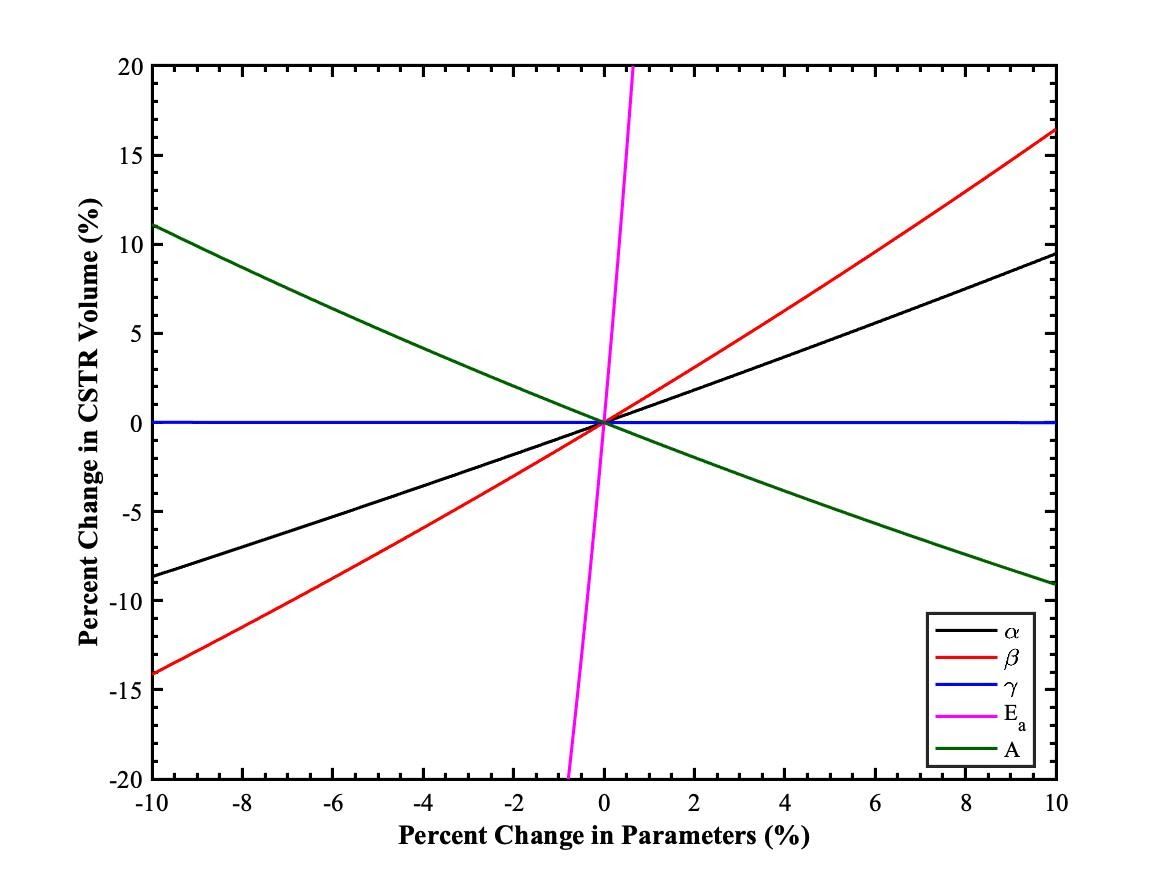 20
15
10
5
0
-5
-10
-15
-20
Percent Change in CSTR Volume (%)
-10 -8 -6 -4 -2 0 2 4 6 8 10
Percent Change in Parameters (%)
α
β
γ
Ea
A